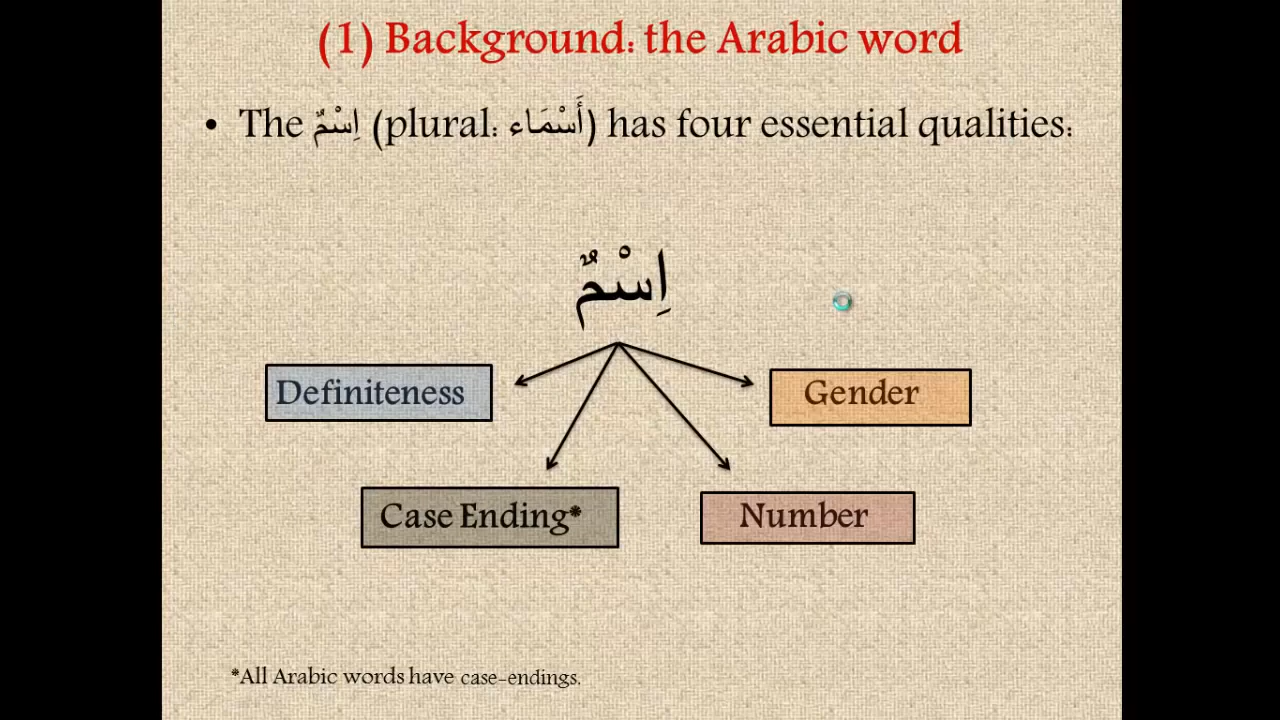 (1) Background: the Arabic word
• The اِسْمٌ (plural: أَسْمَاء) has four essential qualities:
اِسْمٌ
Definiteness
Gender
Case Ending*
Number
*All Arabic words have case-endings.